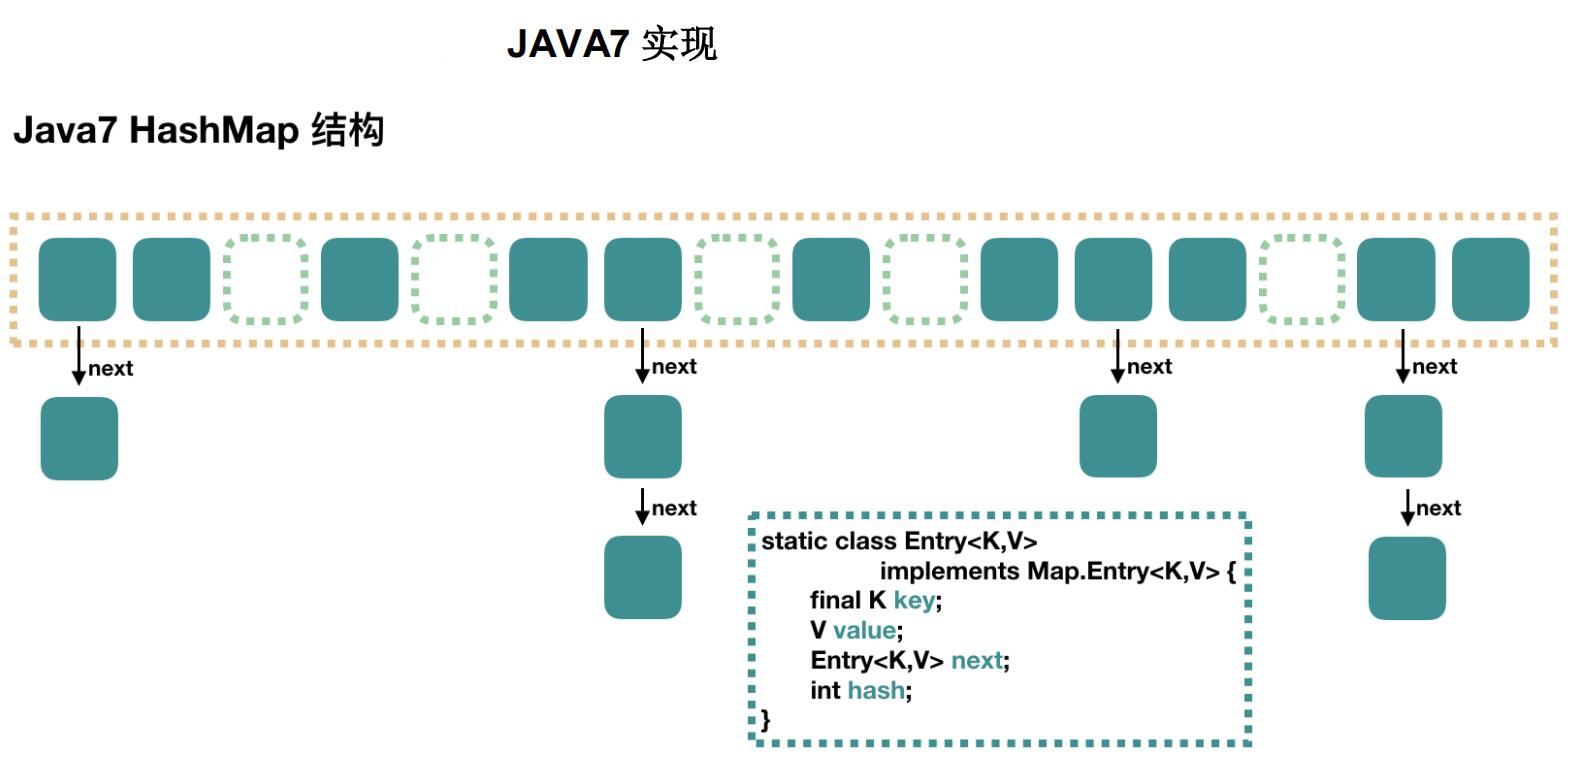 JAVA7 实现
Java7 HashMap 结构
next
next
next
next
next
next
static class Entry<K,V>
implements Map.Entry<K,V> {
final K key;
V value;
Entry<K,V> next;
int hash;
}